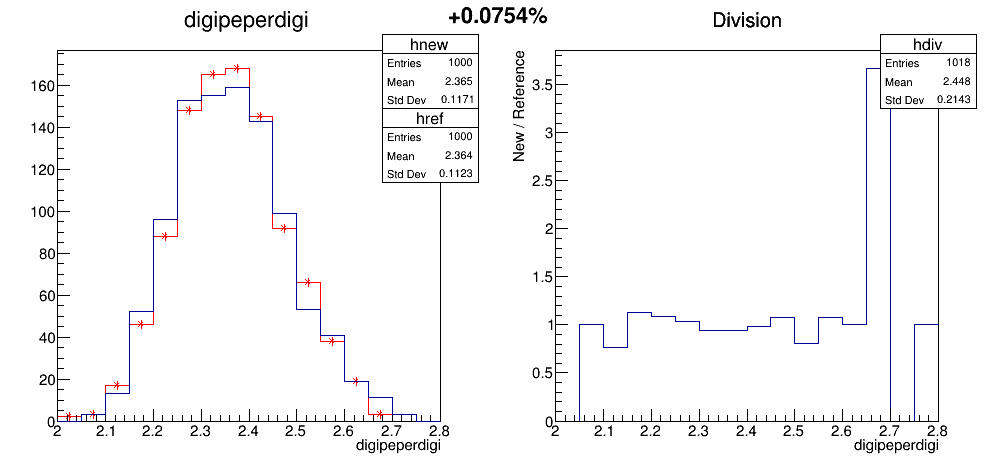 digipeperdigi
+0.0754%
Division
hnew
Entries 1000
Mean 2.365
Std Dev 0.1171
href
Entries 1000
Mean 2.364
Std Dev 0.1123
160
140
120
100
80
60
40
20
0
2 2.1 2.2 2.3 2.4 2.5 2.6 2.7 2.8
digipeperdigi
hdiv
Entries 1018
Mean 2.448
Std Dev 0.2143
New / Reference
3.5
3
2.5
2
1.5
1
0.5
0
2 2.1 2.2 2.3 2.4 2.5 2.6 2.7 2.8
digipeperdigi